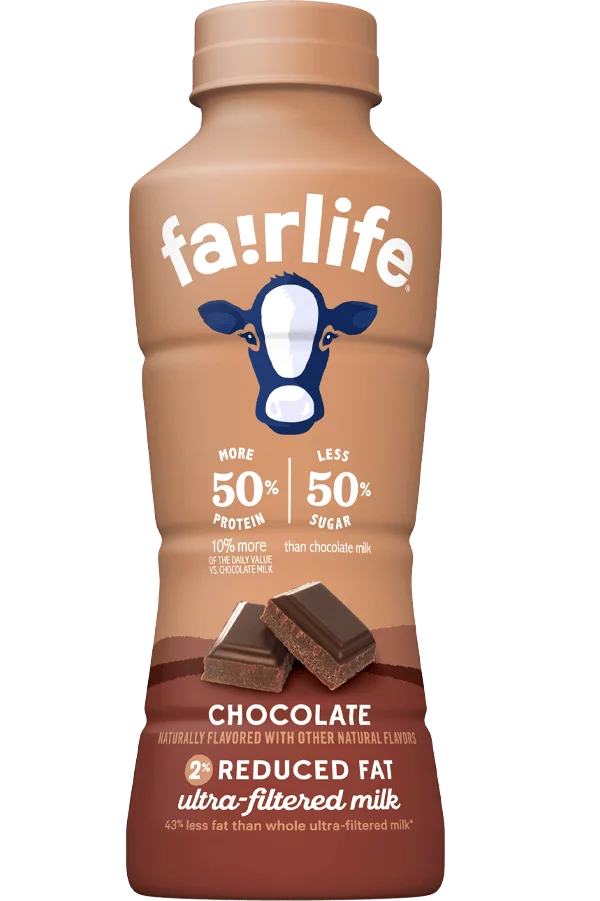 fa!rlife®
MORE
50%
PROTEIN
10% more
OF THE DAILY VALUE
VS. CHOCOLATE MILK
LESS
50%
SUGAR
than chocolate milk
CHOCOLATE
NATURALLY FLAVORED WITH OTHER NATURAL FLAVORS
2% REDUCED FAT
ultra-filtered milk
43% less fat than whole ultra-filtered milk*